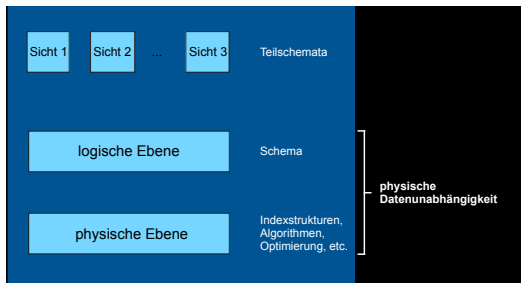 Sicht 1 Sicht 2 ... Sicht 3 Teilschemata
logische Ebene Schema
physische
Datenunabhängigkeit
physische Ebene
Indexstrukturen,
Algorithmen,
Optimierung, etc.